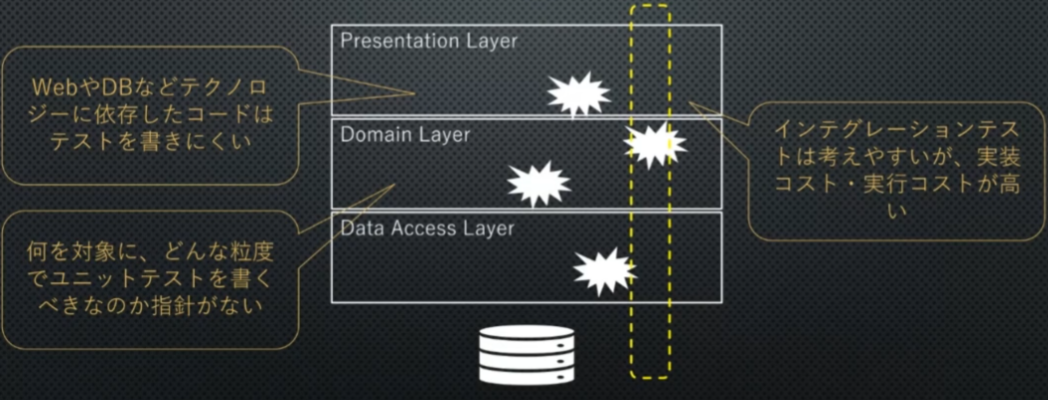 Presentation Layer
WebやDBなどテクノロ
ジーに依存したコードは
テストを書きにくい
Domain Layer
インテグレーションテス
トは考えやすいが、実装
コスト・実行コストが高
い
何を対象に、どんな粒度
でユニットテストを書く
べきなのか指針がない
Data Access Layer